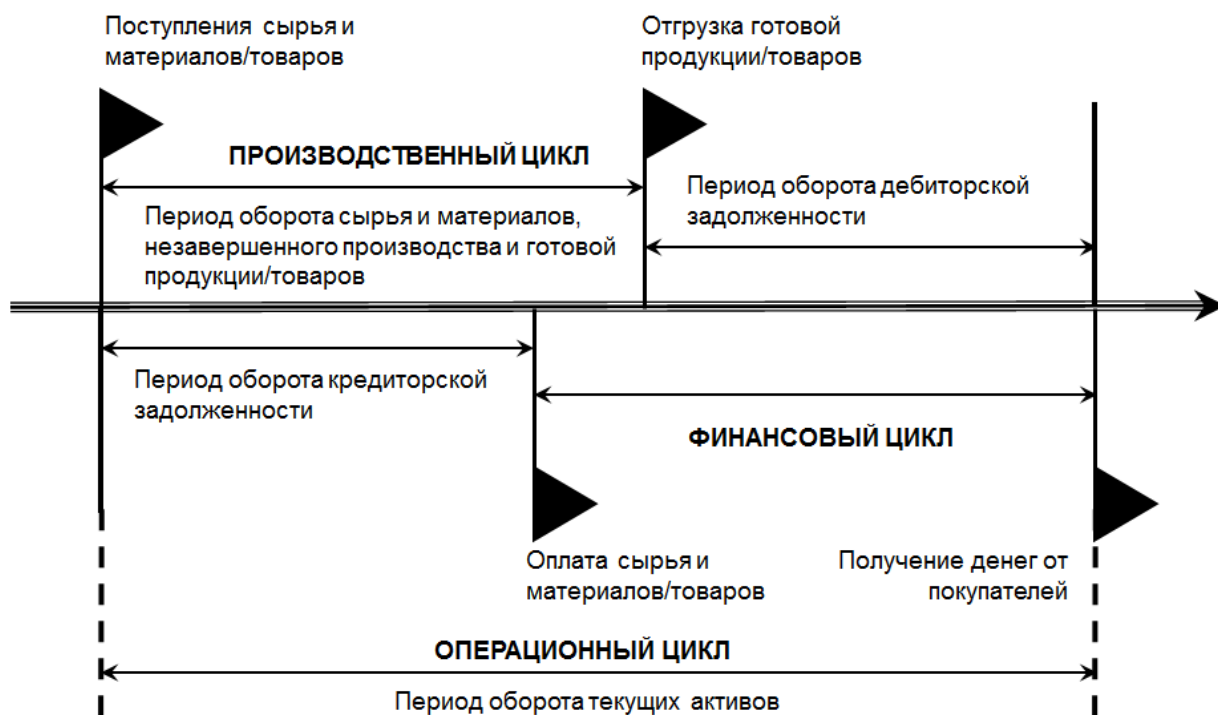 Поступления сырья и
материалов/товаров
Отгрузка готовой
продукции/товаров
ПРОИЗВОДСТВЕННЫЙ ЦИКЛ
Период оборота сырья и материалов,
незавершенного производства и готовой
продукции/товаров
Период оборота дебиторской
задолженности
Период оборота кредиторской
задолженности
ФИНАНСОВЫЙ ЦИКЛ
Оплата сырья и
материалов/товаров
Получение денег от
покупателей
ОПЕРАЦИОННЫЙ ЦИКЛ
Период оборота текущих активов